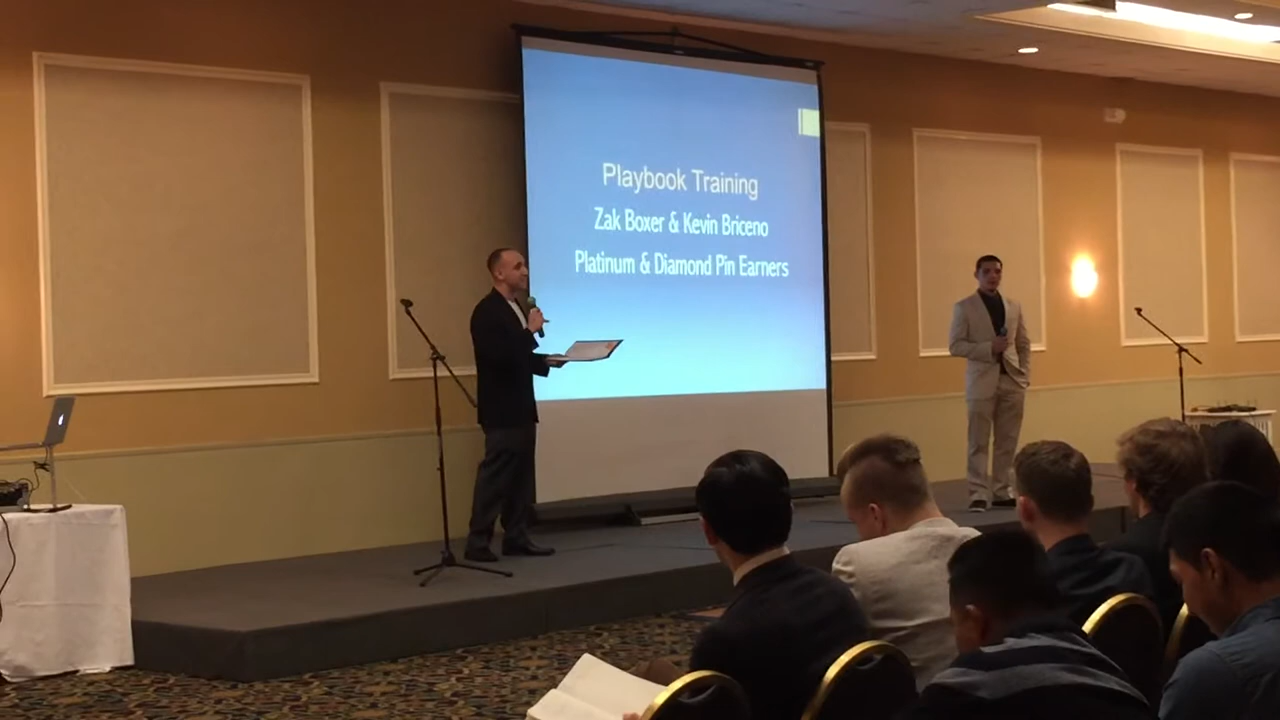 Playbook Training
Zak Boxer & Kevin Briceno
Platinum & Diamond Pin Earners